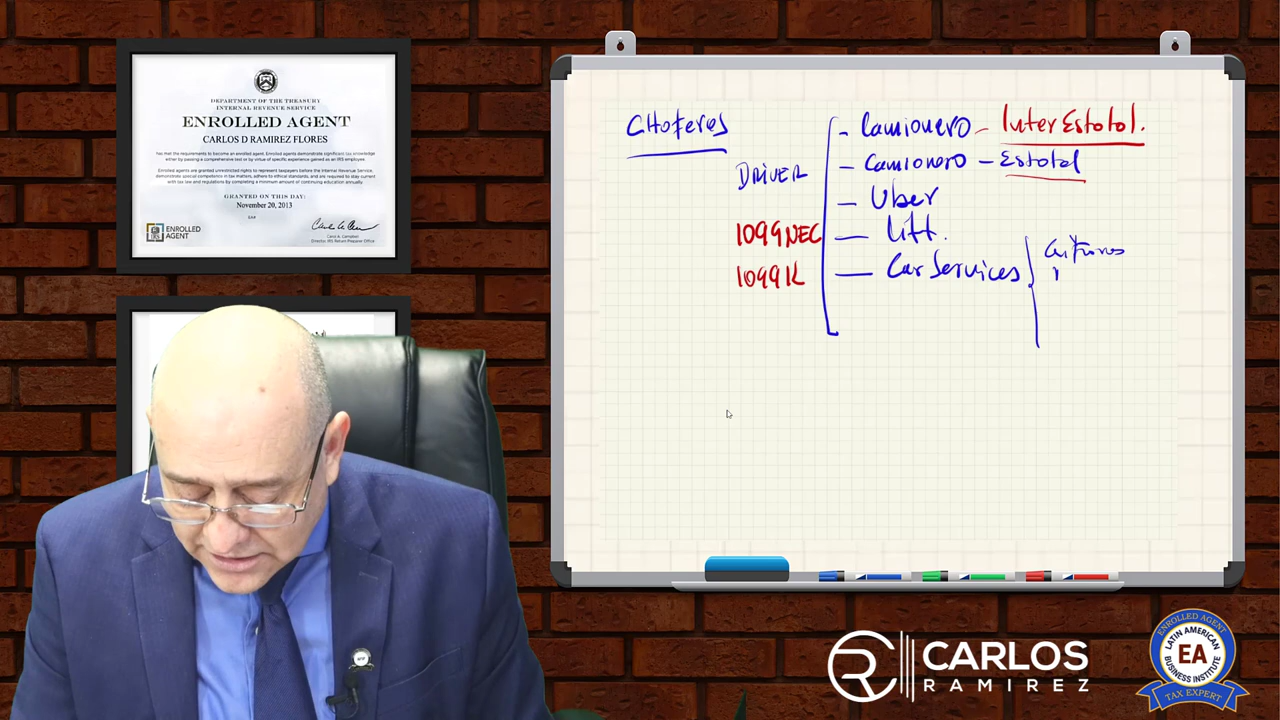 DEPARTMENT OF THE TREASURY
INTERNAL REVENUE SERVICE
ENROLLED AGENT
CARLOS D RAMIREZ FLORES
GRANTED ON THIS DAY:
November 20, 2013
ENROLLED
AGENT
CHoferes
DRIVER
1099NEC
1099K
- Camionero - InterEstatal.
- Camionero - Estatal
- Uber
- Lift.
- Car Services
CARLOS
RAMIREZ
ENROLLED AGENT
LATIN AMERICAN
EA
BUSINESS INSTITUTE
TAX EXPERT